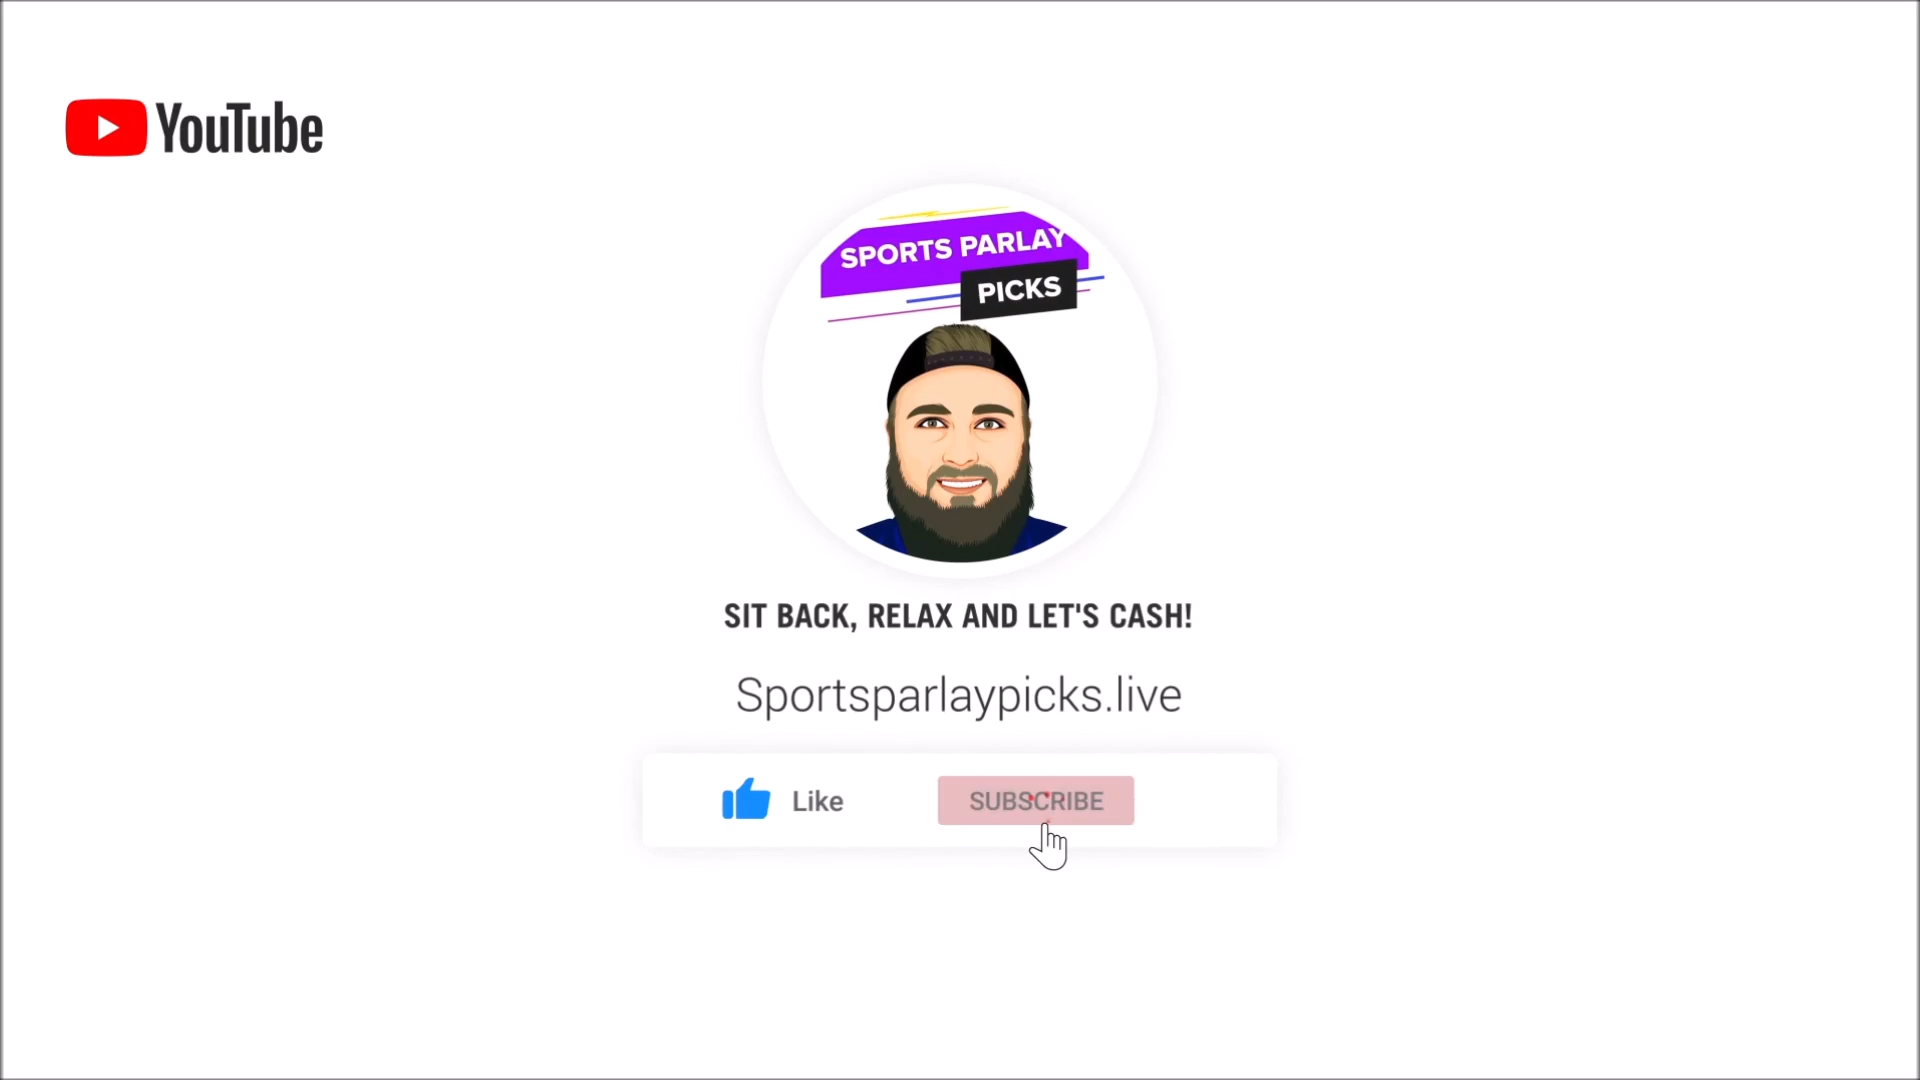 YouTube
SPORTS PARLAY
PICKS
SIT BACK, RELAX AND LET'S CASH!
Sportsparlaypicks.live
Like
SUBSCRIBE